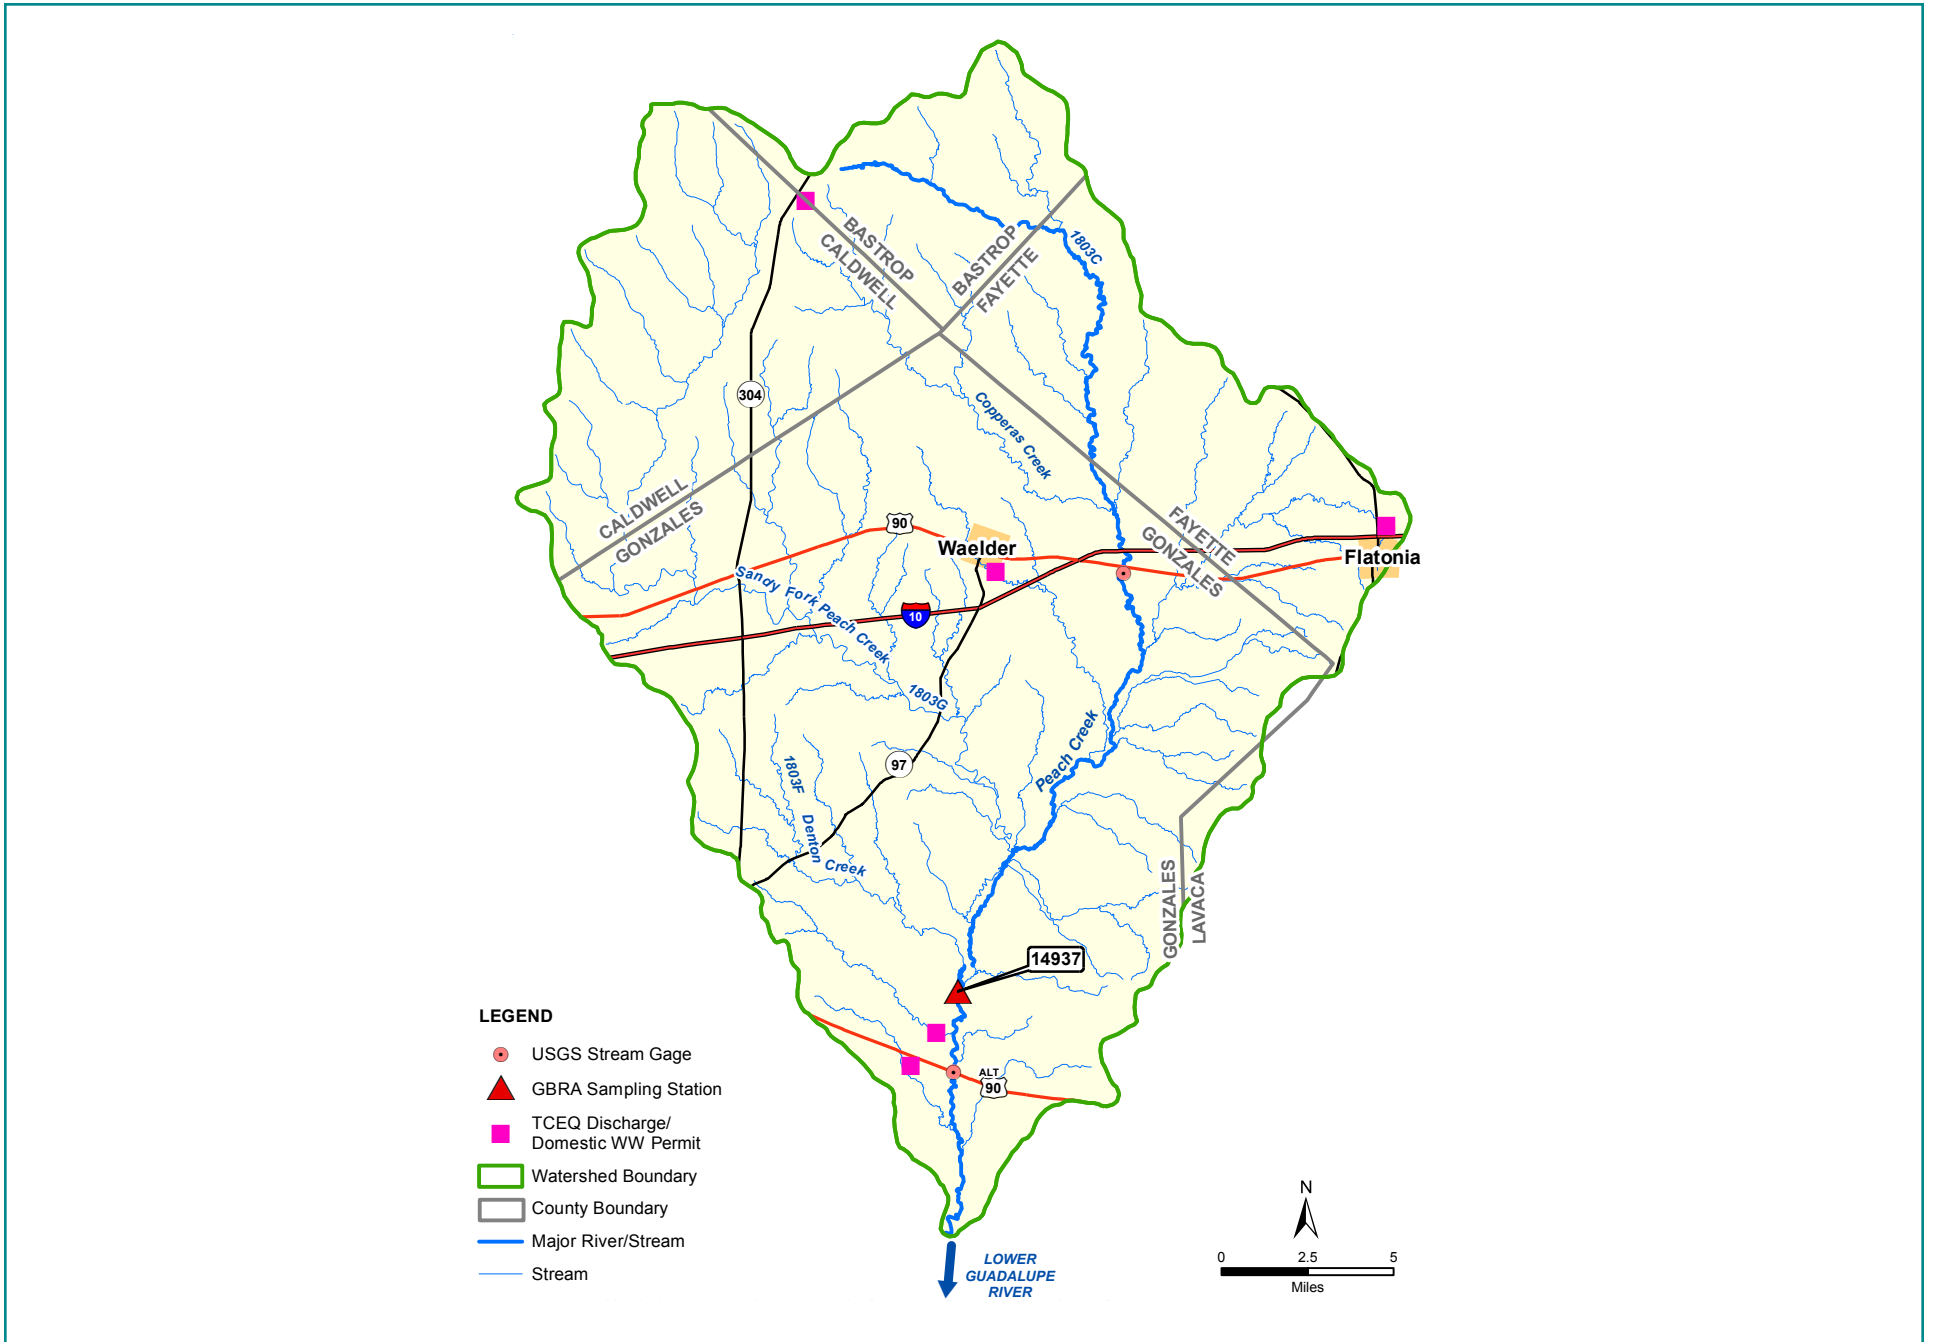 1803C
BASTROP
CALDWELL
BASTROP
FAYETTE
304
Copperas Creek
CALDWELL
GONZALES
90
Waelder
FAYETTE
GONZALES
Flatonia
Sandy Fork Peach Creek
10
1803G
97
Peach Creek
1803F
Denton Creek
GONZALES
LAVACA
14937
ALT
90
LEGEND
USGS Stream Gage
GBRA Sampling Station
TCEQ Discharge/
Domestic WW Permit
Watershed Boundary
County Boundary
Major River/Stream
Stream
LOWER
GUADALUPE
RIVER
N
0 2.5 5
Miles